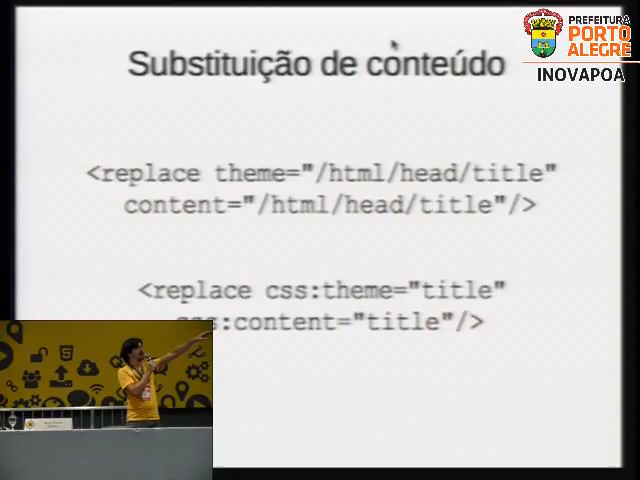 PREFEITURA
PORTO
ALEGRE
INOVAPOA
Substituição de conteúdo
<replace theme="/html/head/title"
content="/html/head/title"/>
<replace css:theme="title"
:content="title"/>